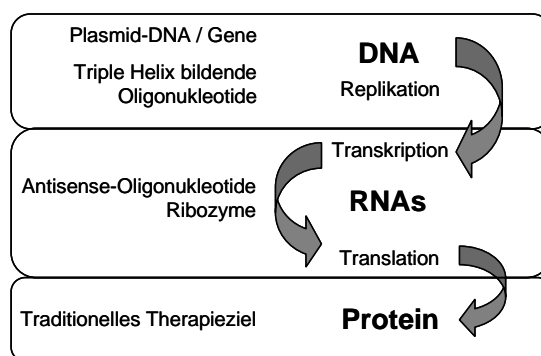 Plasmid-DNA / Gene
DNA
Triple Helix bildende
Oligonukleotide
Replikation
Transkription
Antisense-Oligonukleotide
Ribozyme
RNAs
Translation
Traditionelles Therapieziel
Protein